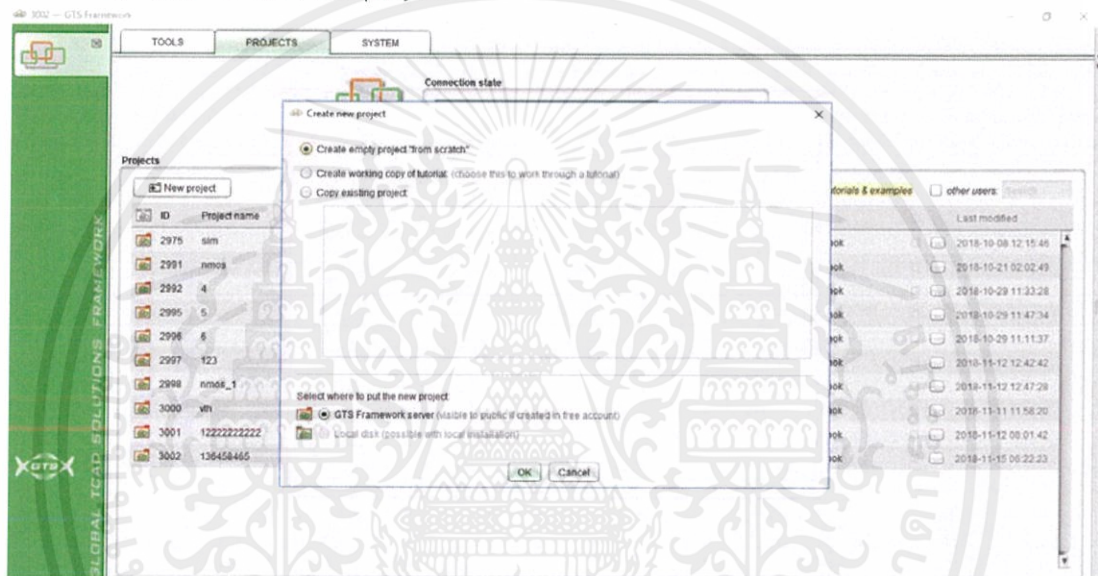 3002 — GTS Framework
TOOLS
PROJECTS
SYSTEM
Connection state
Create new project
Create empty project "from scratch"
Create working copy of tutorial: (choose this to work through a tutorial)
Copy existing project
Projects
New project
tutorials & examples
other users:
ID
Project name
Last modified
2975 sim 2018-10-08 12:15:46
2991 nmos 2018-10-21 02:02:49
2992 4 2018-10-29 11:33:28
2995 5 2018-10-29 11:47:34
2996 6 2018-10-29 11:11:37
2997 123 2018-11-12 12:42:42
2998 nmos_1 2018-11-12 12:47:28
3000 vth 2018-11-11 11:58:20
3001 12222222222 2018-11-12 08:01:42
3002 136458465 2018-11-15 06:22:23
Select where to put the new project
GTS Framework server (visible to public if created in free account)
Local disk (possible with local installation)
OK
Cancel
GLOBAL TCAD SOLUTIONS FRAMEWORK
GTS